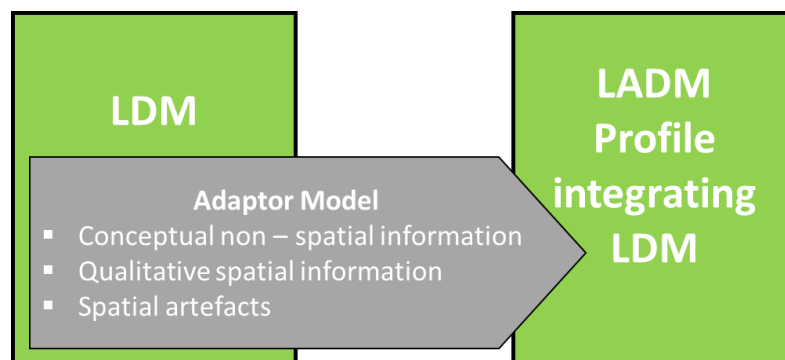 LDM
LADM
Profile
integrating
LDM
Adaptor Model
▪ Conceptual non – spatial information
▪ Qualitative spatial information
▪ Spatial artefacts